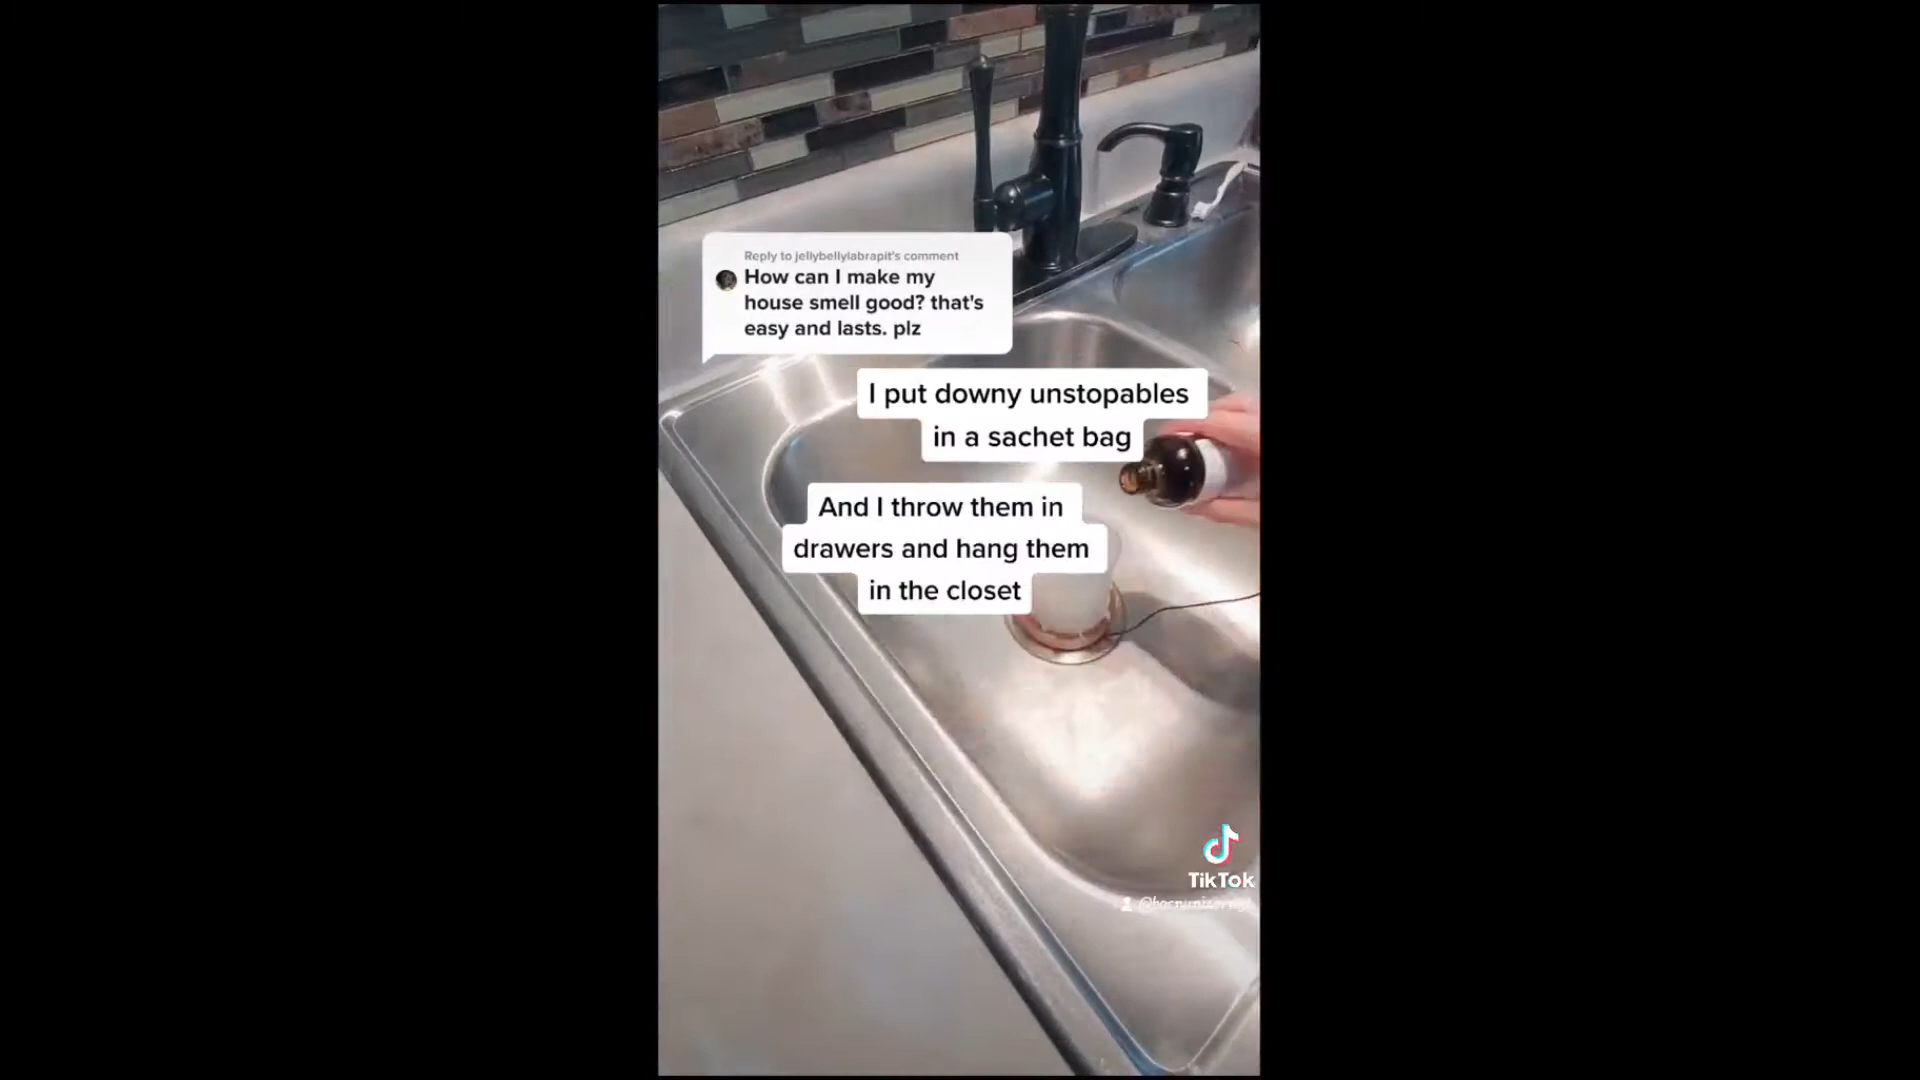 Reply to jellybellylabrapit's comment
How can I make my
house smell good? that's
easy and lasts. plz
I put downy unstopables
in a sachet bag
And I throw them in
drawers and hang them
in the closet
TikTok